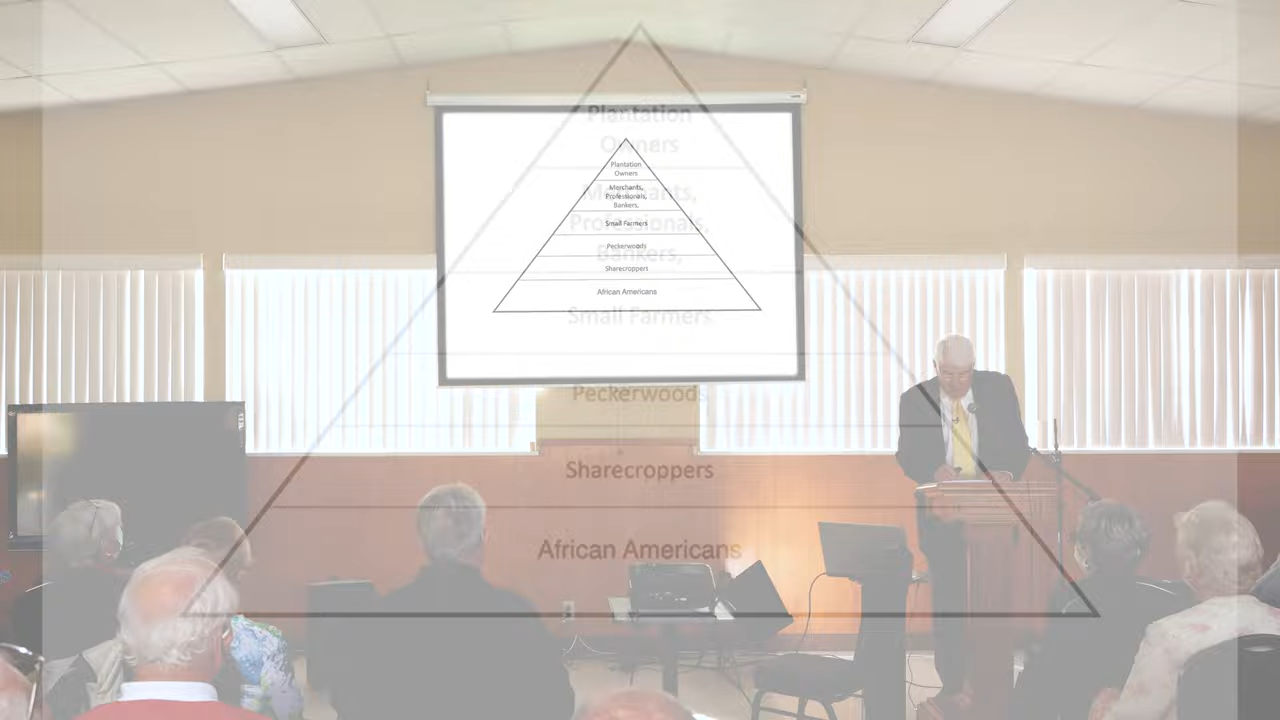 Plantation
Owners
Merchants,
Professionals,
Bankers,
Small Farmers
Peckerwoods
Sharecroppers
African Americans
Plantation
Owners
Merchants,
Professionals,
Bankers,
Small Farmers
Peckerwoods
Sharecroppers
African Americans